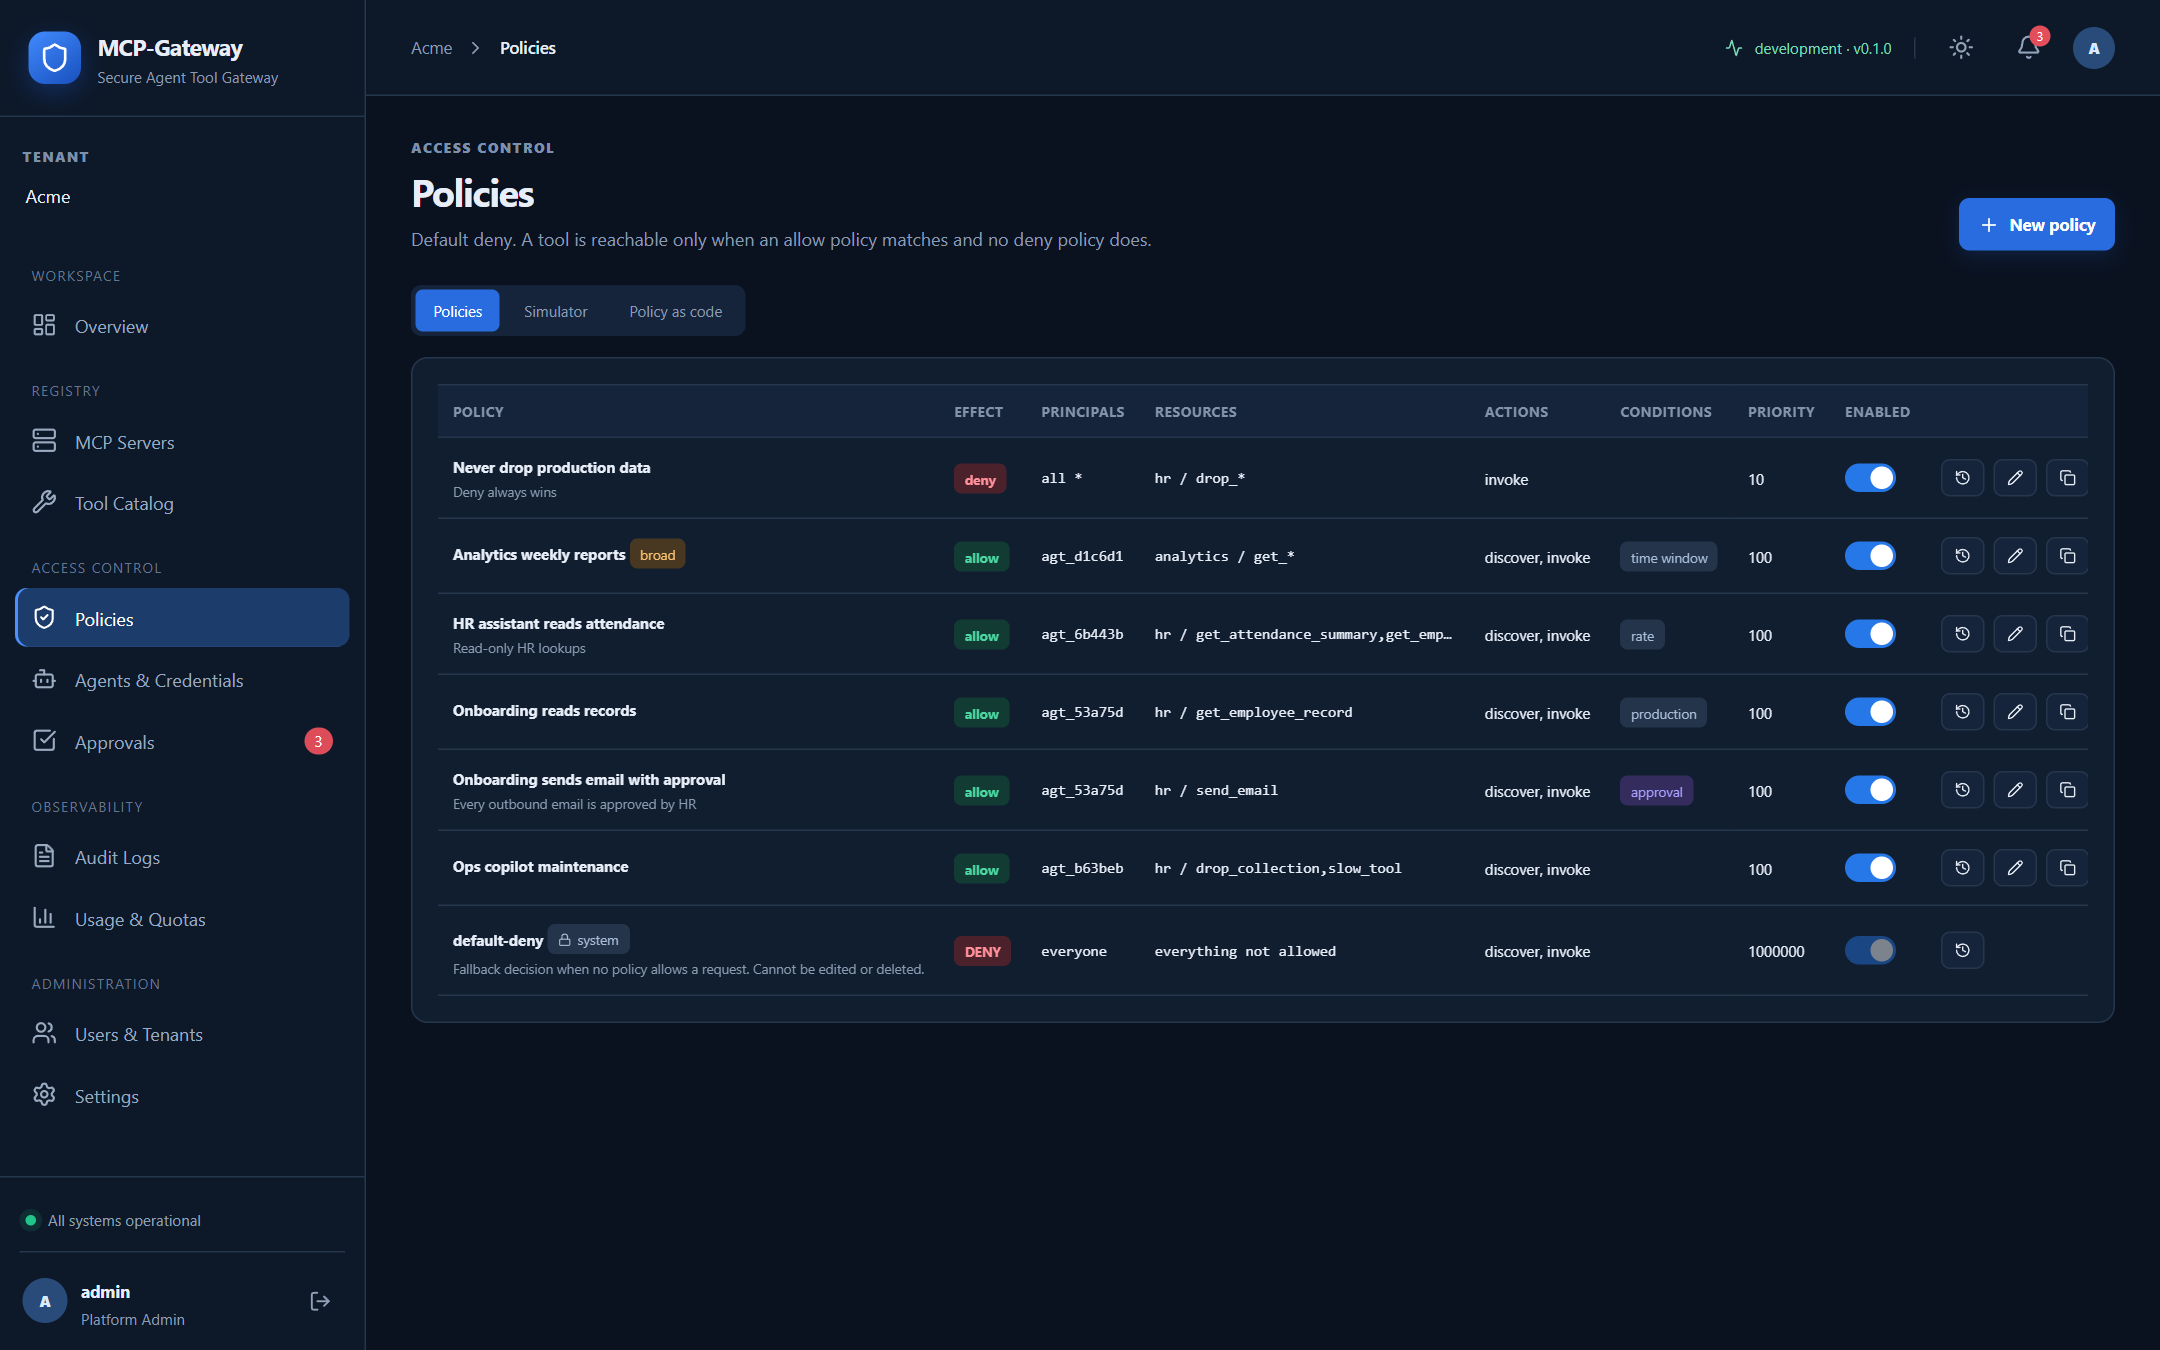 MCP-Gateway
Secure Agent Tool Gateway
TENANT
Acme
WORKSPACE
Overview
REGISTRY
MCP Servers
Tool Catalog
ACCESS CONTROL
Policies
Agents & Credentials
Approvals 3
OBSERVABILITY
Audit Logs
Usage & Quotas
ADMINISTRATION
Users & Tenants
Settings
All systems operational
A admin
Platform Admin
Acme > Policies
development · v0.1.0 3 A
ACCESS CONTROL
Policies
Default deny. A tool is reachable only when an allow policy matches and no deny policy does.
+ New policy
Policies Simulator Policy as code
POLICY EFFECT PRINCIPALS RESOURCES ACTIONS CONDITIONS PRIORITY ENABLED
Never drop production data deny all * hr / drop_* invoke 10
Deny always wins
Analytics weekly reports broad allow agt_d1c6d1 analytics / get_* discover, invoke time window 100
HR assistant reads attendance allow agt_6b443b hr / get_attendance_summary,get_emp… discover, invoke rate 100
Read-only HR lookups
Onboarding reads records allow agt_53a75d hr / get_employee_record discover, invoke production 100
Onboarding sends email with approval allow agt_53a75d hr / send_email discover, invoke approval 100
Every outbound email is approved by HR
Ops copilot maintenance allow agt_b63beb hr / drop_collection,slow_tool discover, invoke 100
default-deny system DENY everyone everything not allowed discover, invoke 1000000
Fallback decision when no policy allows a request. Cannot be edited or deleted.